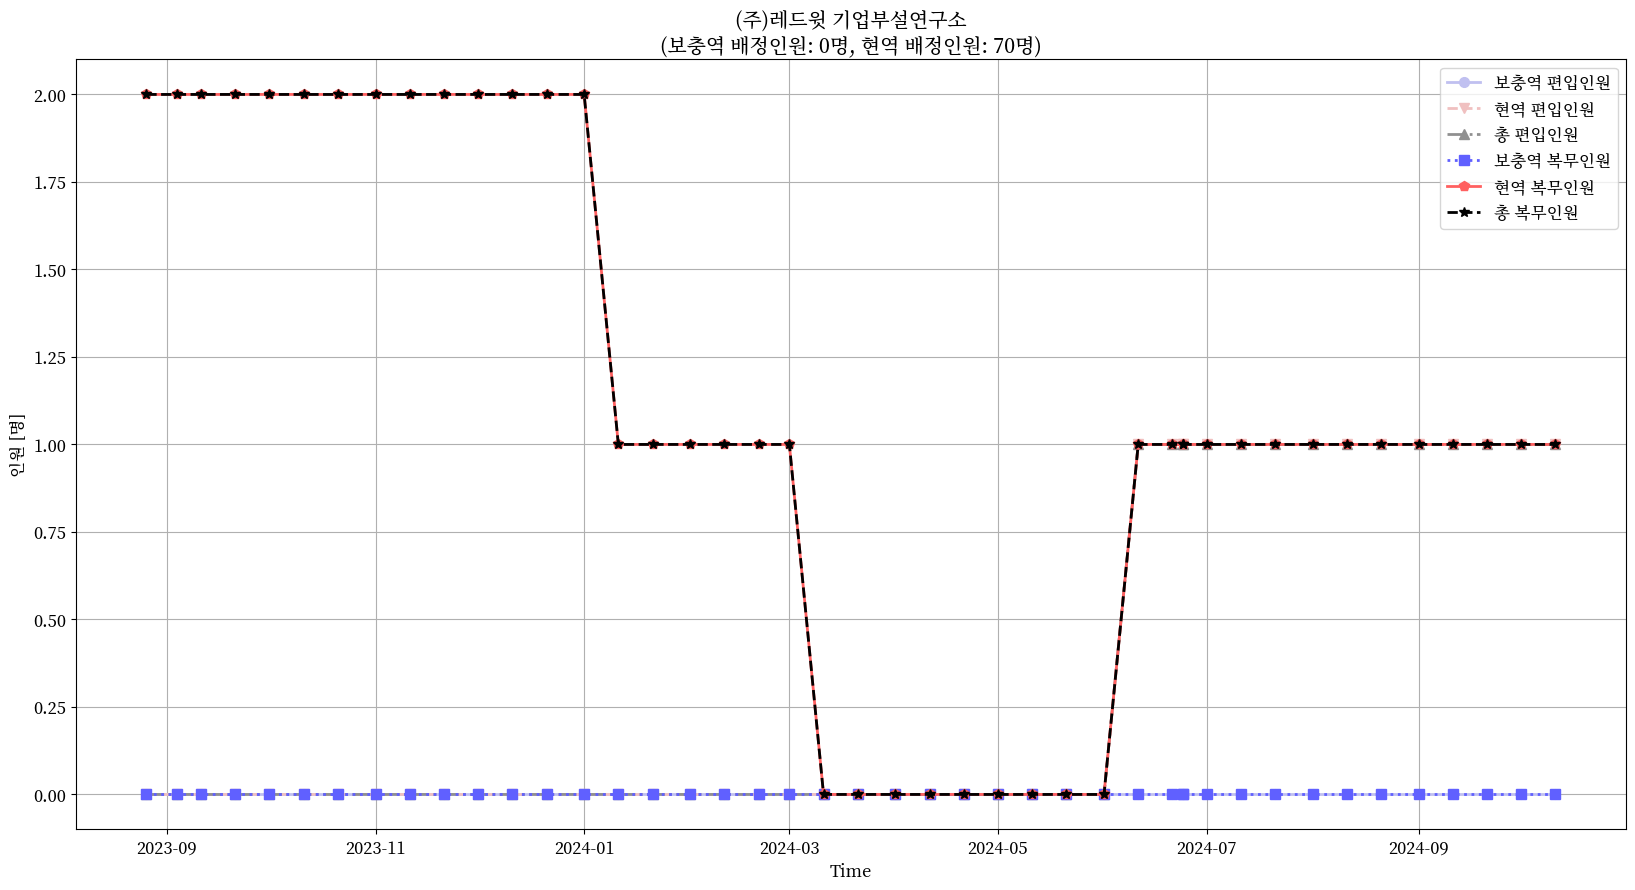 (주)레드윗 기업부설연구소
(보충역 배정인원: 0명, 현역 배정인원: 70명)
보충역 편입인원
현역 편입인원
총 편입인원
보충역 복무인원
현역 복무인원
총 복무인원
인원 [명]
2.00
1.75
1.50
1.25
1.00
0.75
0.50
0.25
0.00
2023-09
2023-11
2024-01
2024-03
2024-05
2024-07
2024-09
Time